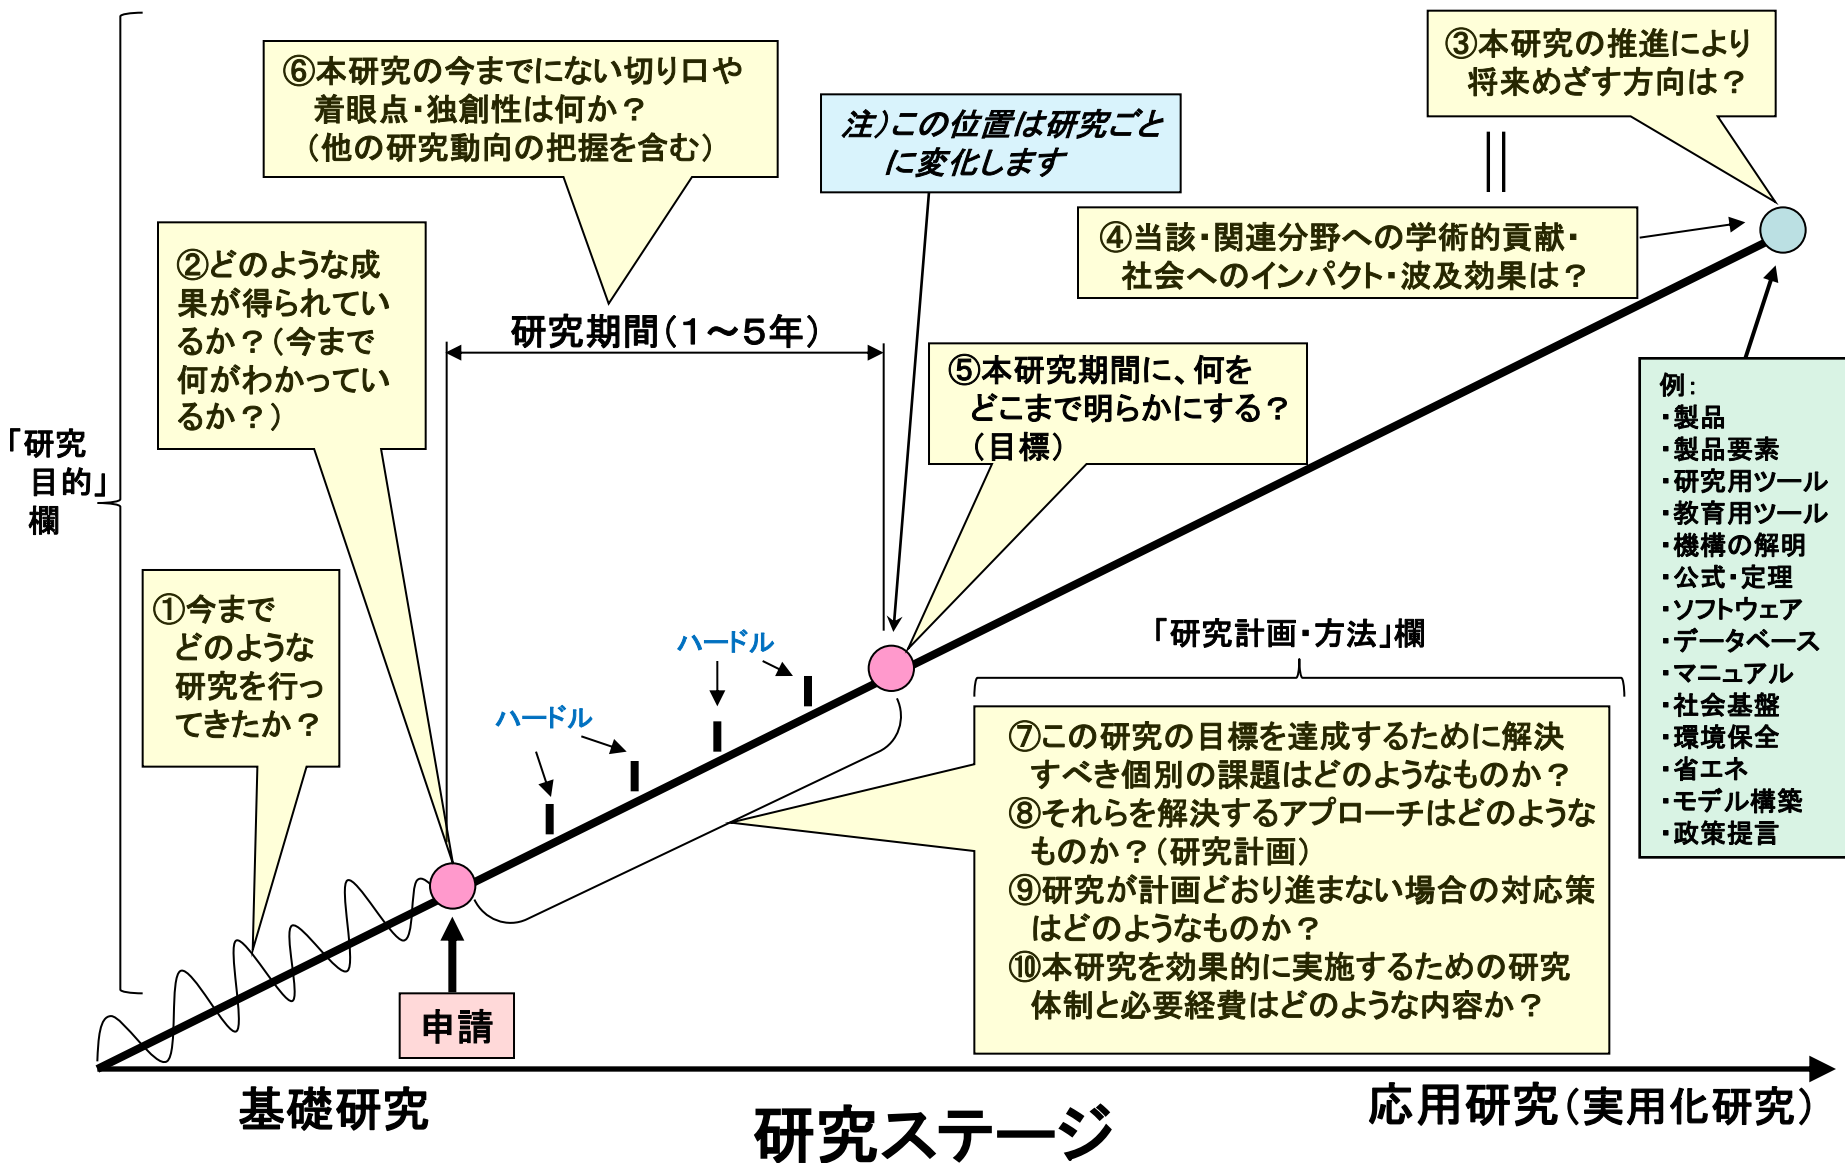 ③本研究の推進により
将来めざす方向は？
⑥本研究の今までにない切り口や
着眼点・独創性は何か？
（他の研究動向の把握を含む）
注）この位置は研究ごと
に変化します
④当該・関連分野への学術的貢献・
社会へのインパクト・波及効果は？
②どのような成
果が得られてい
るか？（今まで
何がわかってい
るか？）
研究期間（１～５年）
⑤本研究期間に、何を
どこまで明らかにする？
（目標）
例：
・製品
・製品要素
・研究用ツール
・教育用ツール
・機構の解明
・公式・定理
・ソフトウェア
・データベース
・マニュアル
・社会基盤
・環境保全
・省エネ
・モデル構築
・政策提言
「研究
目的」
欄
①今まで
どのような
研究を行っ
てきたか？
ハードル
ハードル
「研究計画・方法」欄
⑦この研究の目標を達成するために解決
すべき個別の課題はどのようなものか？
⑧それらを解決するアプローチはどのような
ものか？（研究計画）
⑨研究が計画どおり進まない場合の対応策
はどのようなものか？
⑩本研究を効果的に実施するための研究
体制と必要経費はどのような内容か？
申請
基礎研究
応用研究（実用化研究）
研究ステージ